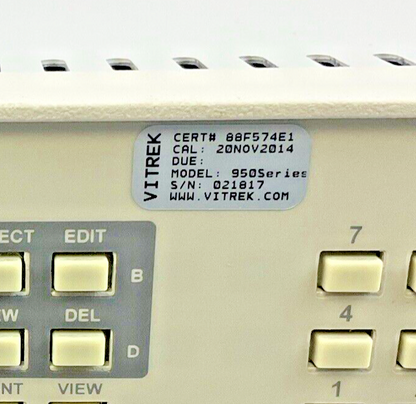 VITREK
CERT# 88F574E1
CAL: 20NOV2014
DUE:
MODEL: 950Series
S/N: 021817
WWW.VITREK.COM
ECT EDIT
B
7
EW DEL
D
4
NT VIEW
1